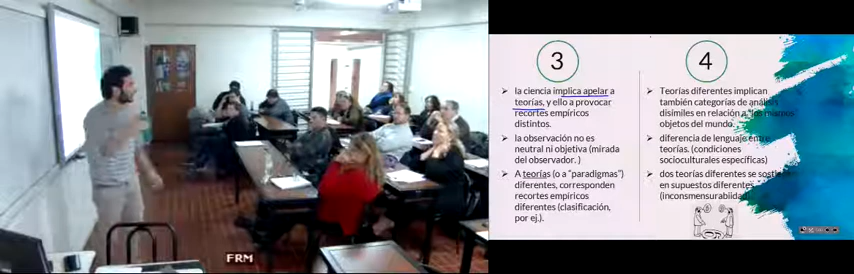 FRM
3
la ciencia implica apelar a
teorías, y ello a provocar
recortes empíricos
distintos.
la observación no es
neutral ni objetiva (mirada
del observador. )
A teorías (o a "paradigmas")
diferentes, corresponden
recortes empíricos
diferentes (clasificación,
por ej.).
4
Teorías diferentes implican
también categorías de análisis
disímiles en relación a "los mismos
objetos del mundo.
diferencia de lenguaje entre
teorías. (condiciones
socioculturales específicas)
dos teorías diferentes se
en supuestos diferentes